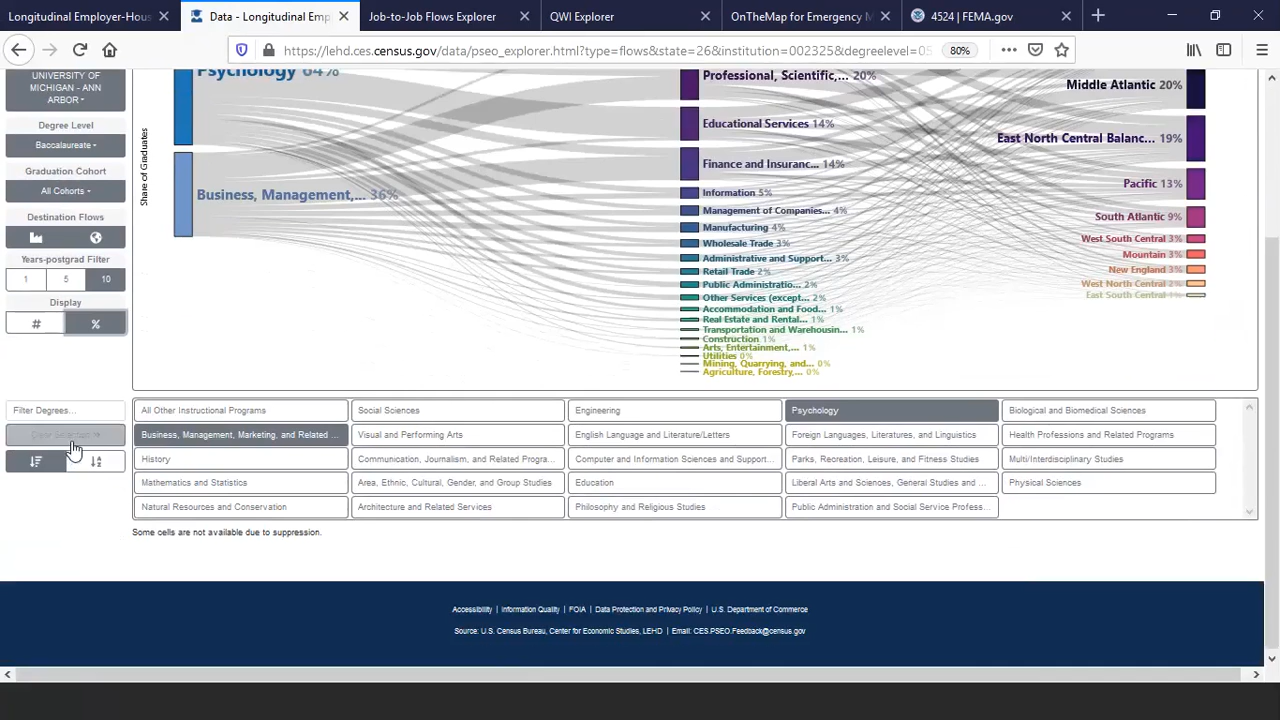 Longitudinal Employer-Hous
Data - Longitudinal Emp
Job-to-Job Flows Explorer
QWI Explorer
OnTheMap for Emergency M
4524 | FEMA.gov
https://lehd.ces.census.gov/data/pseo_explorer.html?type=flows&state=26&institution=002325&degreelevel=05
80%
UNIVERSITY OF
MICHIGAN - ANN
ARBOR
Degree Level
Baccalaureate
Graduation Cohort
All Cohorts
Destination Flows
Years-postgrad Filter
1 5 10
Display
# %
Share of Graduates
Psychology 64%
Business, Management,... 36%
Professional, Scientific,... 20%
Educational Services 14%
Finance and Insuranc... 14%
Information 5%
Management of Companies... 4%
Manufacturing 4%
Wholesale Trade 3%
Administrative and Support... 3%
Retail Trade 2%
Public Administratio... 2%
Other Services (except... 2%
Accommodation and Food... 1%
Real Estate and Rental... 1%
Transportation and Warehousin... 1%
Construction 1%
Arts, Entertainment,... 1%
Utilities 0%
Mining, Quarrying, and... 0%
Agriculture, Forestry,... 0%
Middle Atlantic 20%
East North Central Balanc... 19%
Pacific 13%
South Atlantic 9%
West South Central 3%
Mountain 3%
New England 3%
West North Central 2%
East South Central 1%
Filter Degrees...
Clear Selection
All Other Instructional Programs
Social Sciences
Engineering
Psychology
Biological and Biomedical Sciences
Business, Management, Marketing, and Related ...
Visual and Performing Arts
English Language and Literature/Letters
Foreign Languages, Literatures, and Linguistics
Health Professions and Related Programs
History
Communication, Journalism, and Related Progra...
Computer and Information Sciences and Support...
Parks, Recreation, Leisure, and Fitness Studies
Multi/Interdisciplinary Studies
Mathematics and Statistics
Area, Ethnic, Cultural, Gender, and Group Studies
Education
Liberal Arts and Sciences, General Studies and ...
Physical Sciences
Natural Resources and Conservation
Architecture and Related Services
Philosophy and Religious Studies
Public Administration and Social Service Profess...
Some cells are not available due to suppression.
Accessibility | Information Quality | FOIA | Data Protection and Privacy Policy | U.S. Department of Commerce
Source: U.S. Census Bureau, Center for Economic Studies, LEHD | Email: CES.PSEO.Feedback@census.gov